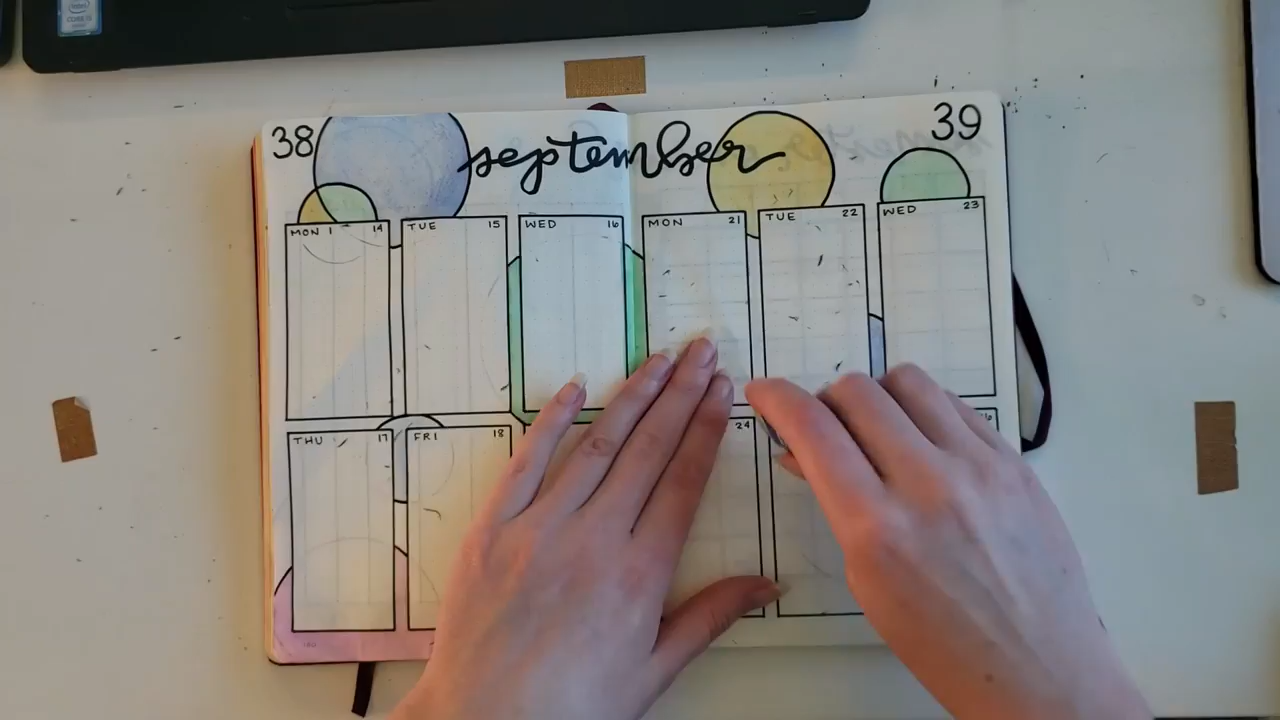 38 september 39
MON 14 TUE 15 WED 16 MON 21 TUE 22 WED 23
THU 17 FRI 18 24